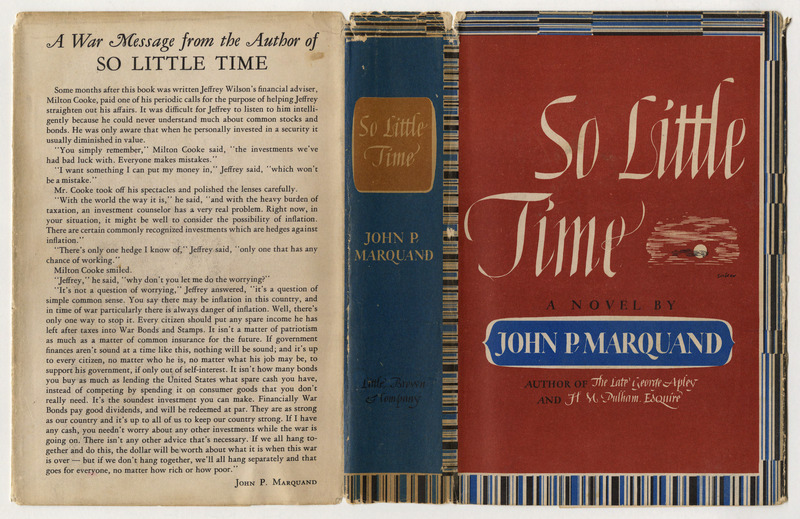 A War Message from the Author of
SO LITTLE TIME
Some months after this book was written Jeffrey Wilson's financial adviser,
Milton Cooke, paid one of his periodic calls for the purpose of helping Jeffrey
straighten out his affairs. It was difficult for Jeffrey to listen to him intelli-
gently because he could never understand much about common stocks and
bonds. He was only aware that when he personally invested in a security it
usually diminished in value.
"You simply remember," Milton Cooke said, "the investments we've
had bad luck with. Everyone makes mistakes."
"I want something I can put my money in," Jeffrey said, "which won't
be a mistake."
Mr. Cooke took off his spectacles and polished the lenses carefully.
"With the world the way it is," he said, "and with the heavy burden of
taxation, an investment counselor has a very real problem. Right now, in
your situation, it might be well to consider the possibility of inflation.
There are certain commonly recognized investments which are hedges against
inflation."
"There's only one hedge I know of," Jeffrey said, "only one that has any
chance of working."
Milton Cooke smiled.
"Jeffrey," he said, "why don't you let me do the worrying?"
"It's not a question of worrying," Jeffrey answered, "it's a question of
simple common sense. You say there may be inflation in this country, and
in time of war particularly there is always danger of inflation. Well, there's
only one way to stop it. Every citizen should put any spare income he has
left after taxes into War Bonds and Stamps. It isn't a matter of patriotism
as much as a matter of common insurance for the future. If government
finances aren't sound at a time like this, nothing will be sound; and it's up
to every citizen, no matter who he is, no matter what his job may be, to
support his government, if only out of self-interest. It isn't how many bonds
you buy as much as lending the United States what spare cash you have,
instead of competing by spending it on consumer goods that you don't
really need. It's the soundest investment you can make. Financially War
Bonds pay good dividends, and will be redeemed at par. They are as strong
as our country and it's up to all of us to keep our country strong. If I have
any cash, you needn't worry about any other investments while the war is
going on. There isn't any other advice that's necessary. If we all hang to-
gether and do this, the dollar will be worth about what it is when this war
is over — but if we don't hang together, we'll all hang separately and that
goes for everyone, no matter how rich or how poor."
JOHN P. MARQUAND
So Little
Time
JOHN P.
MARQUAND
Little, Brown
& Company
So Little
Time
A NOVEL BY
JOHN P. MARQUAND
AUTHOR OF The Late George Apley
AND H. M. Pulham, Esquire